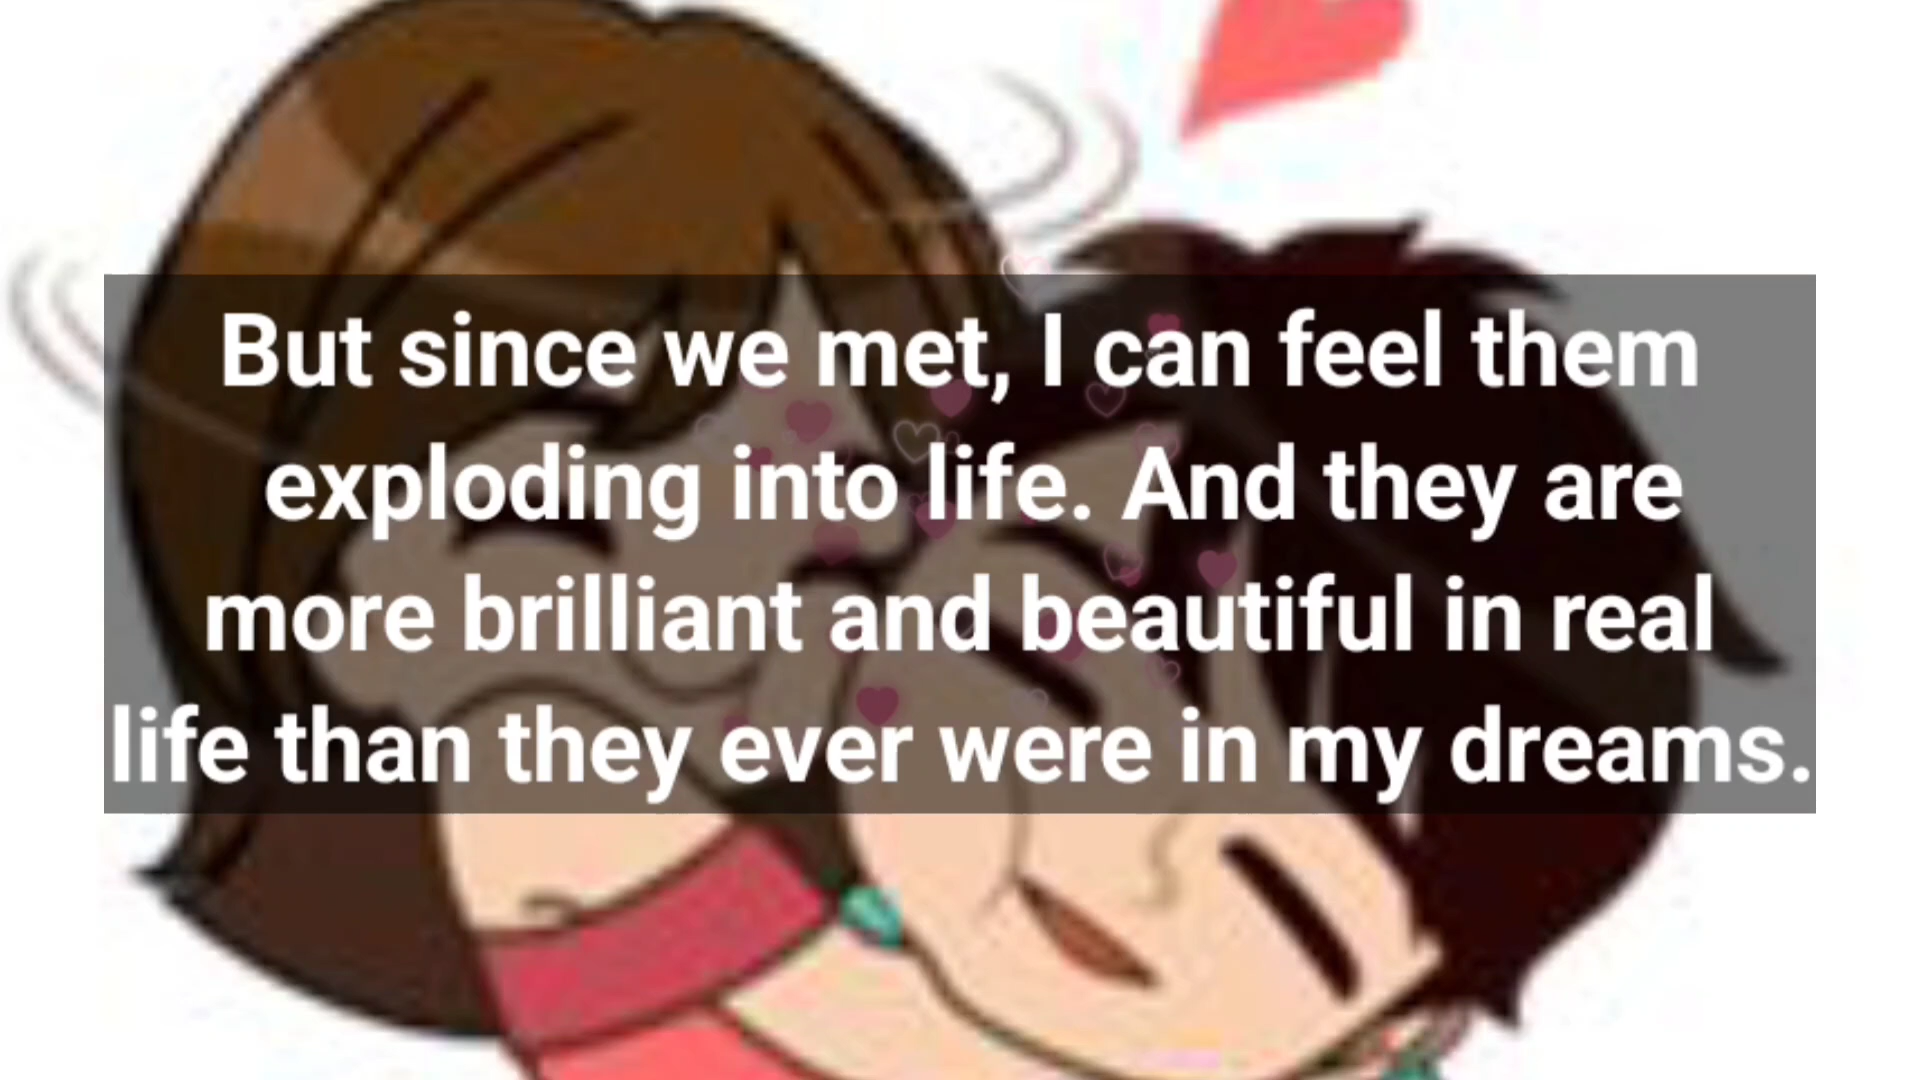 But since we met, I can feel them
exploding into life. And they are
more brilliant and beautiful in real
life than they ever were in my dreams.